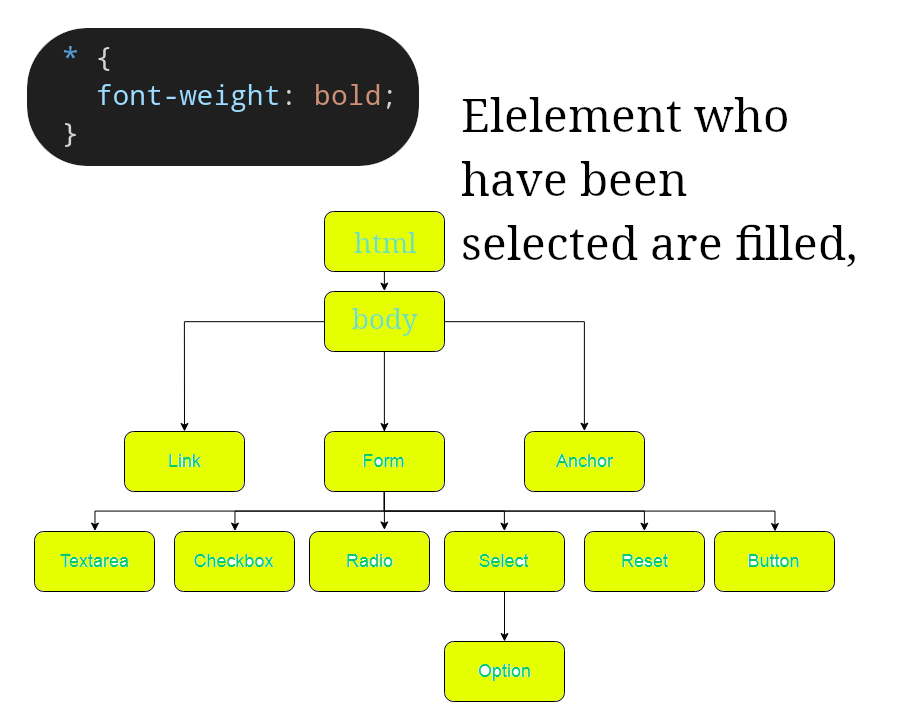 * {
font-weight: bold;
}
Elelement who
have been
selected are filled,
html
body
Link
Form
Anchor
Textarea
Checkbox
Radio
Select
Reset
Button
Option